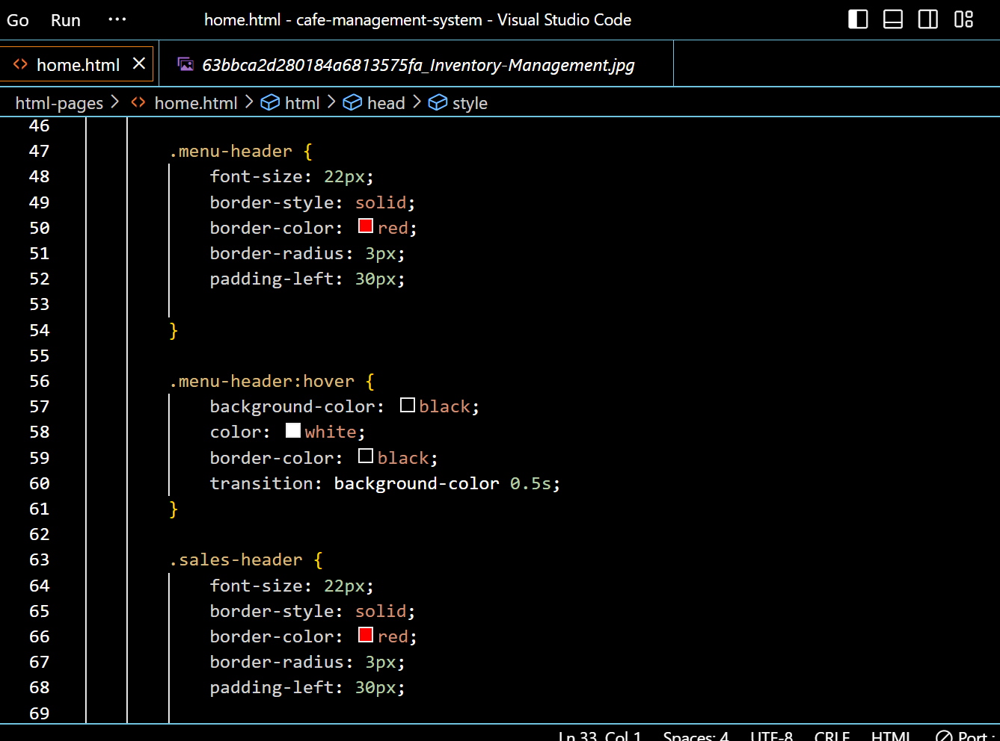 Go Run ··· home.html - cafe-management-system - Visual Studio Code
<> home.html × 63bbca2d280184a6813575fa_Inventory-Management.jpg
html-pages > <> home.html > html > head > style
46
47 .menu-header {
48 font-size: 22px;
49 border-style: solid;
50 border-color: red;
51 border-radius: 3px;
52 padding-left: 30px;
53
54 }
55
56 .menu-header:hover {
57 background-color: black;
58 color: white;
59 border-color: black;
60 transition: background-color 0.5s;
61 }
62
63 .sales-header {
64 font-size: 22px;
65 border-style: solid;
66 border-color: red;
67 border-radius: 3px;
68 padding-left: 30px;
69
Ln 33, Col 1 Spaces: 4 UTF-8 CRLF HTML Port :